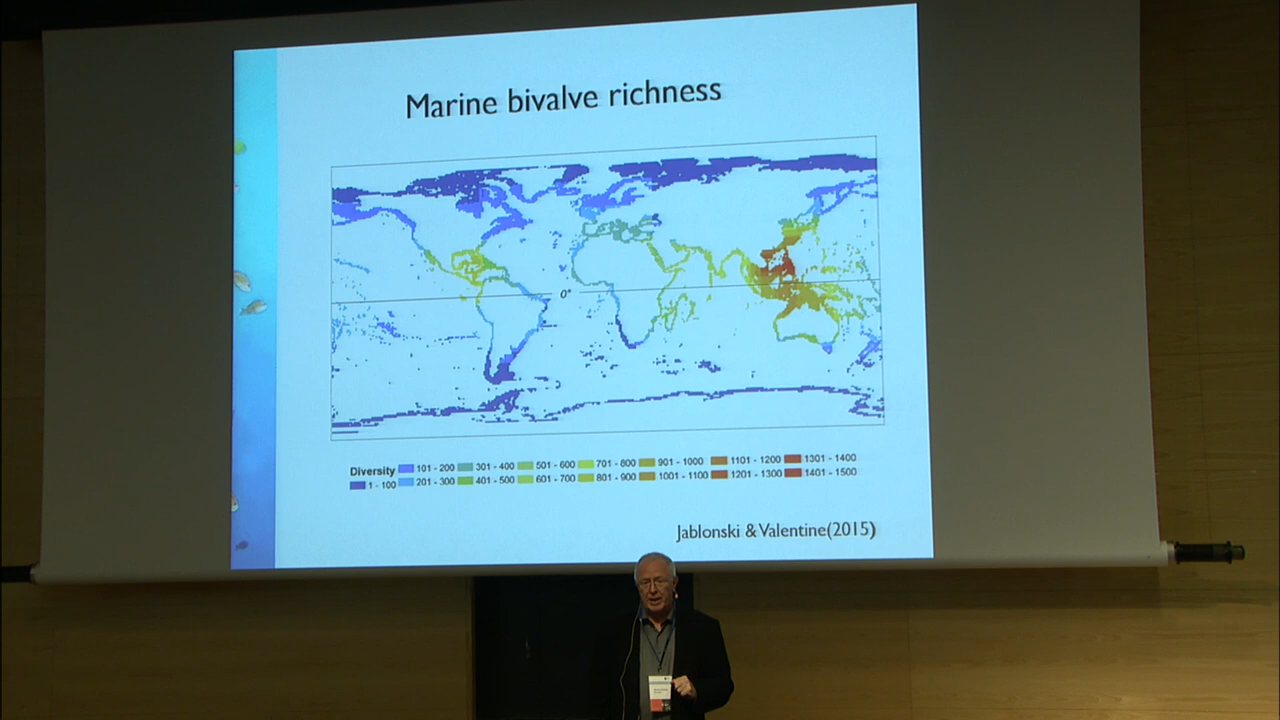 Marine bivalve richness
0°
Diversity 101 - 200 301 - 400 501 - 600 701 - 800 901 - 1000 1101 - 1200 1301 - 1400
1 - 100 201 - 300 401 - 500 601 - 700 801 - 900 1001 - 1100 1201 - 1300 1401 - 1500
Jablonski & Valentine(2015)